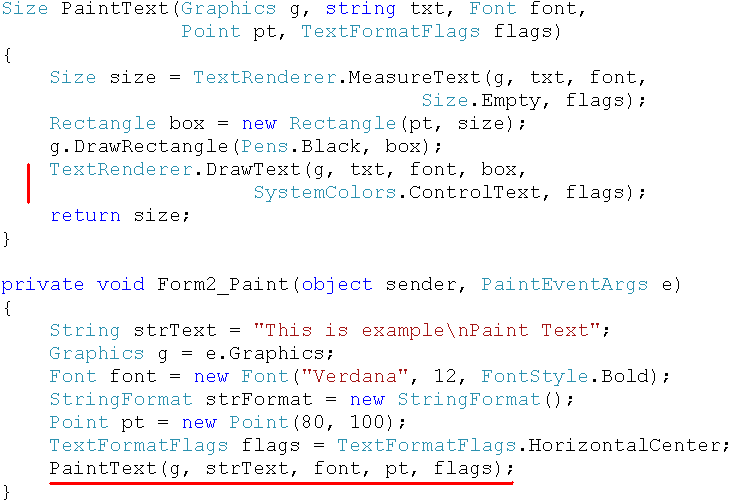 Size PaintText(Graphics g, string txt, Font font,
Point pt, TextFormatFlags flags)
{
Size size = TextRenderer.MeasureText(g, txt, font,
Size.Empty, flags);
Rectangle box = new Rectangle(pt, size);
g.DrawRectangle(Pens.Black, box);
TextRenderer.DrawText(g, txt, font, box,
SystemColors.ControlText, flags);
return size;
}
private void Form2_Paint(object sender, PaintEventArgs e)
{
String strText = "This is example\nPaint Text";
Graphics g = e.Graphics;
Font font = new Font("Verdana", 12, FontStyle.Bold);
StringFormat strFormat = new StringFormat();
Point pt = new Point(80, 100);
TextFormatFlags flags = TextFormatFlags.HorizontalCenter;
PaintText(g, strText, font, pt, flags);
}